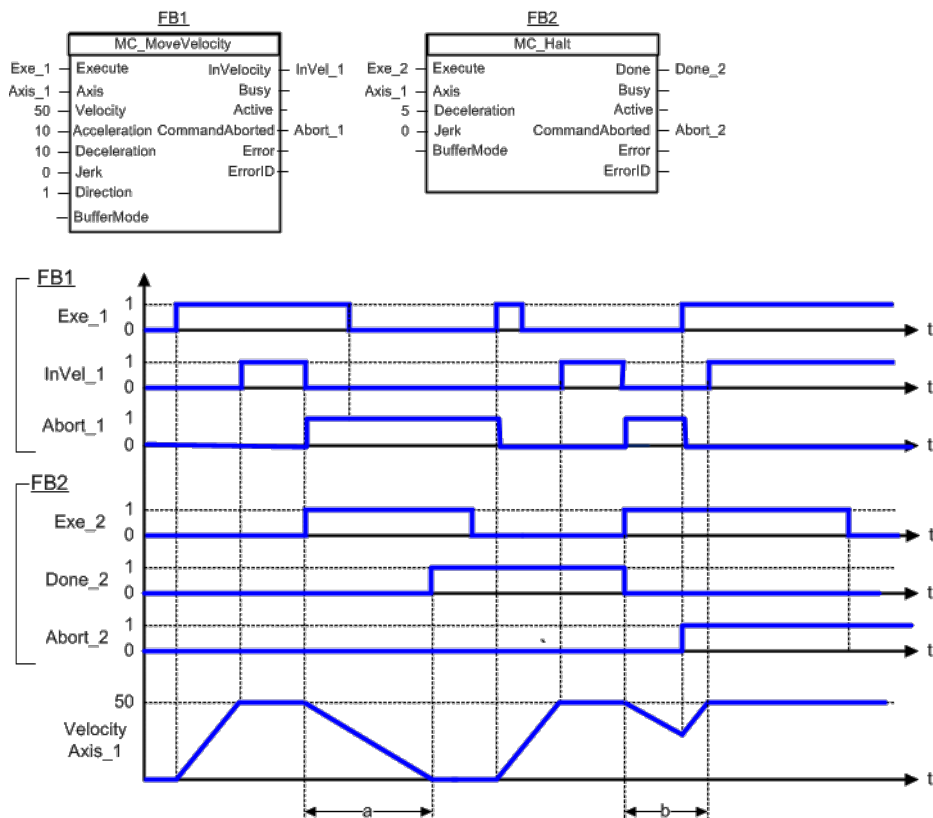 FB1
MC_MoveVelocity
Exe_1 Execute InVelocity InVel_1
Axis_1 Axis Busy
50 Velocity Active
10 Acceleration CommandAborted Abort_1
10 Deceleration Error
0 Jerk ErrorID
1 Direction
BufferMode
FB2
MC_Halt
Exe_2 Execute Done Done_2
Axis_1 Axis Busy
5 Deceleration Active
0 Jerk CommandAborted Abort_2
BufferMode Error
ErrorID
FB1
Exe_1 1
0 t
InVel_1 1
0 t
Abort_1 1
0 t
FB2
Exe_2 1
0 t
Done_2 1
0 t
Abort_2 1
0 t
50
Velocity
Axis_1
t
a b